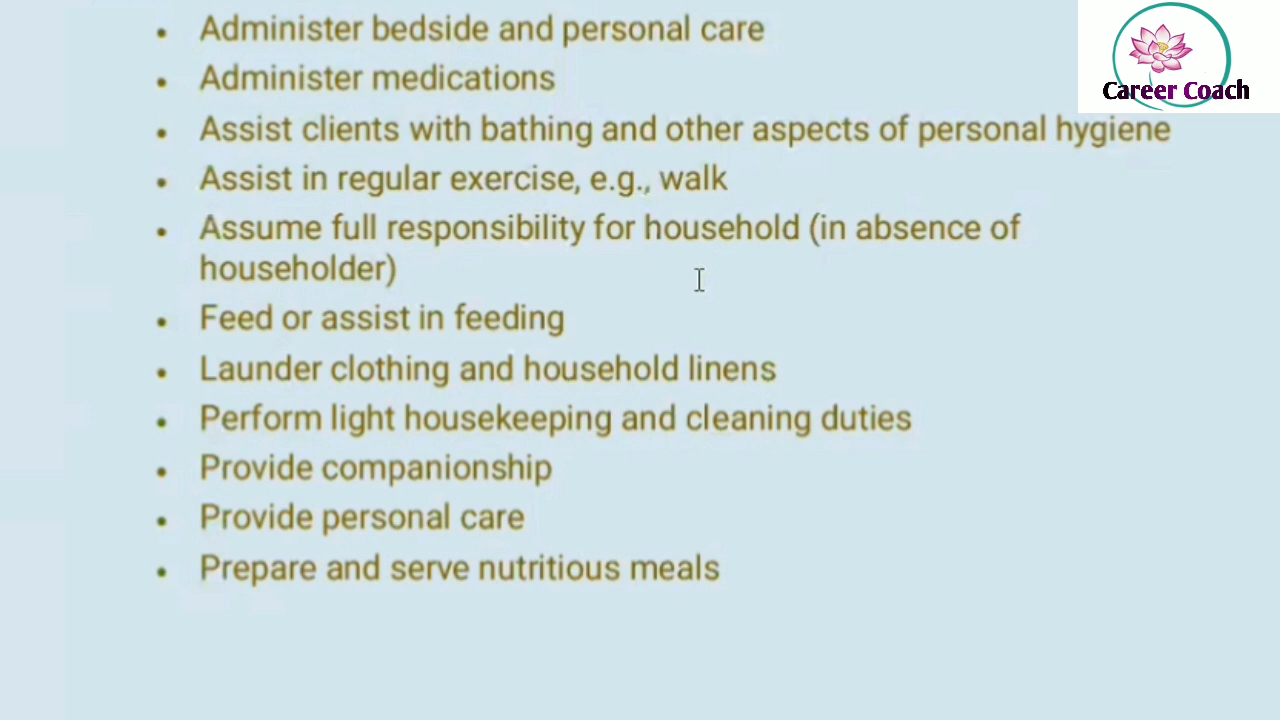 Career Coach
• Administer bedside and personal care
• Administer medications
• Assist clients with bathing and other aspects of personal hygiene
• Assist in regular exercise, e.g., walk
• Assume full responsibility for household (in absence of
householder)
• Feed or assist in feeding
• Launder clothing and household linens
• Perform light housekeeping and cleaning duties
• Provide companionship
• Provide personal care
• Prepare and serve nutritious meals